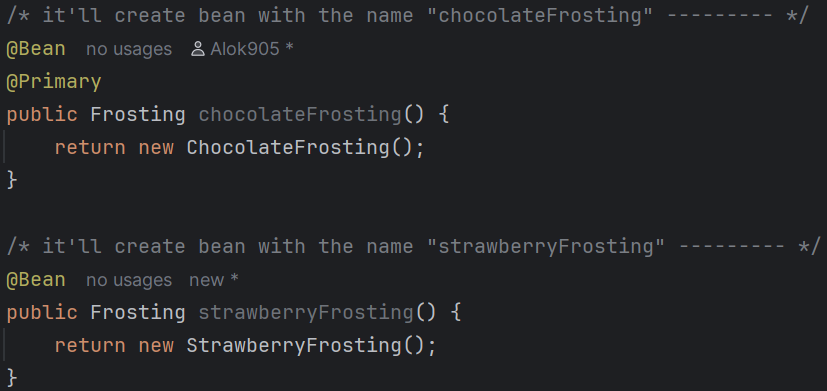 /* it'll create bean with the name "chocolateFrosting" --------- */
@Bean no usages Alok905 *
@Primary
public Frosting chocolateFrosting() {
return new ChocolateFrosting();
}
/* it'll create bean with the name "strawberryFrosting" --------- */
@Bean no usages new *
public Frosting strawberryFrosting() {
return new StrawberryFrosting();
}